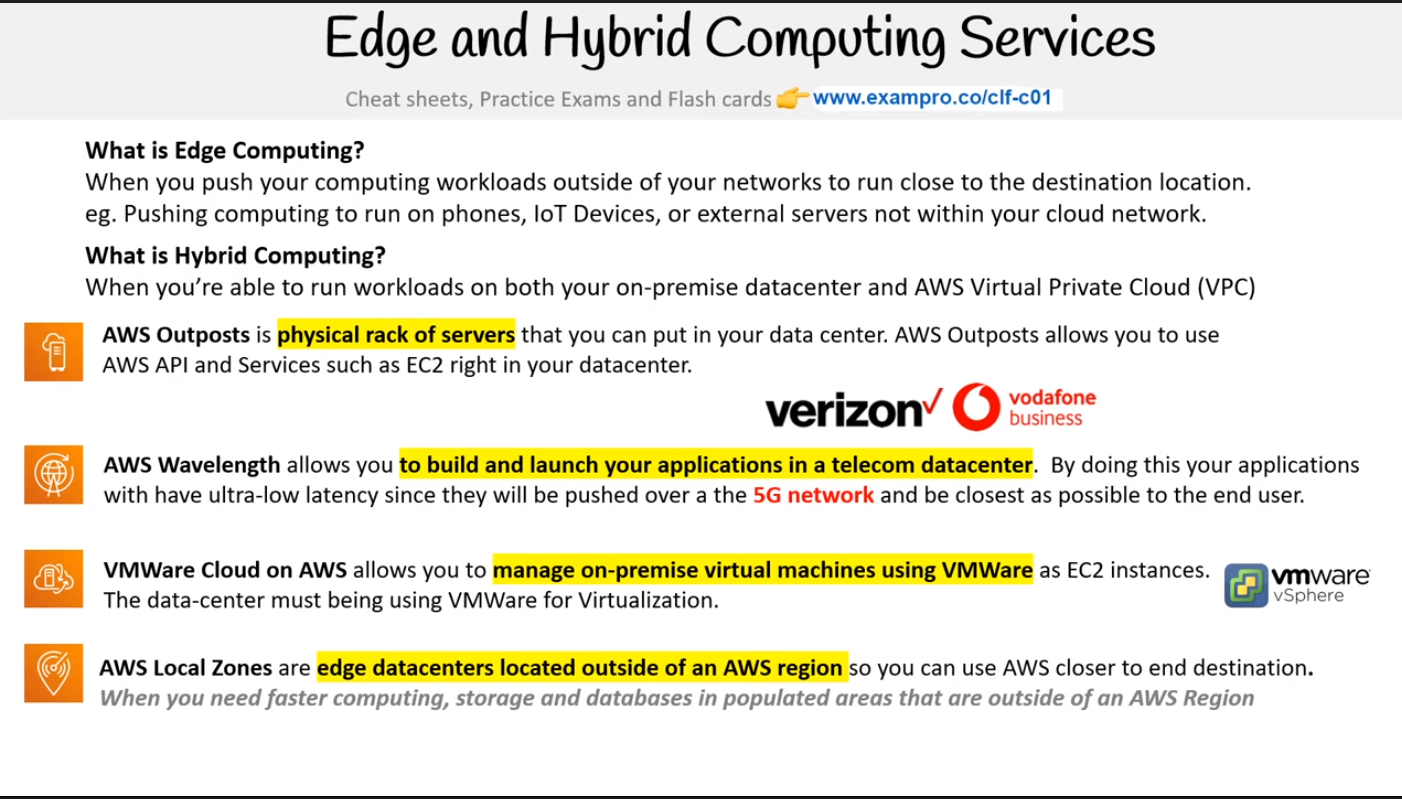 Edge and Hybrid Computing Services
Cheat sheets, Practice Exams and Flash cards 👉 www.exampro.co/clf-c01
What is Edge Computing?
When you push your computing workloads outside of your networks to run close to the destination location.
eg. Pushing computing to run on phones, IoT Devices, or external servers not within your cloud network.
What is Hybrid Computing?
When you’re able to run workloads on both your on-premise datacenter and AWS Virtual Private Cloud (VPC)
AWS Outposts is physical rack of servers that you can put in your data center. AWS Outposts allows you to use
AWS API and Services such as EC2 right in your datacenter.
verizon vodafone
business
AWS Wavelength allows you to build and launch your applications in a telecom datacenter. By doing this your applications
with have ultra-low latency since they will be pushed over a the 5G network and be closest as possible to the end user.
VMWare Cloud on AWS allows you to manage on-premise virtual machines using VMWare as EC2 instances.
The data-center must being using VMWare for Virtualization.
vmware
vSphere
AWS Local Zones are edge datacenters located outside of an AWS region so you can use AWS closer to end destination.
When you need faster computing, storage and databases in populated areas that are outside of an AWS Region